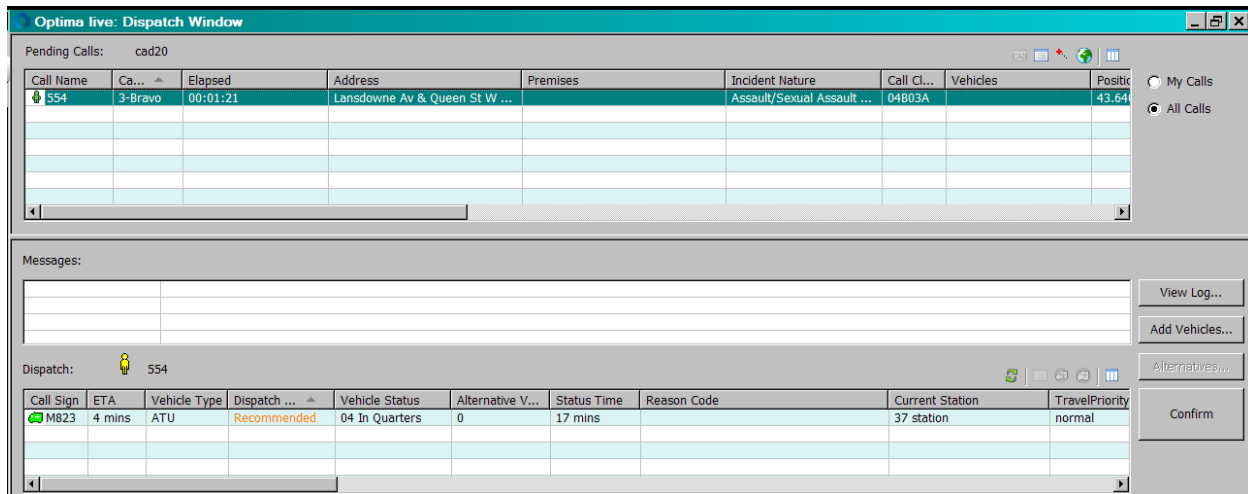 Optima live: Dispatch Window
Pending Calls: cad20
Call Name Ca... Elapsed Address Premises Incident Nature Call Cl... Vehicles Positic
554 3-Bravo 00:01:21 Lansdowne Av & Queen St W ... Assault/Sexual Assault ... 04B03A 43.640
My Calls
All Calls
Messages:
View Log...
Add Vehicles...
Dispatch: 554
Alternatives...
Call Sign ETA Vehicle Type Dispatch ... Vehicle Status Alternative V... Status Time Reason Code Current Station TravelPriority
M823 4 mins ATU Recommended 04 In Quarters 0 17 mins 37 station normal
Confirm